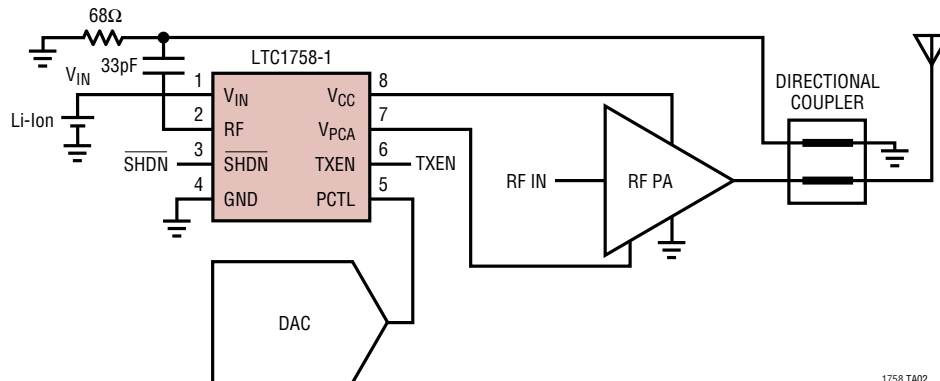 68Ω
33pF
LTC1758-1
VIN
Li-Ion
1
VIN
VCC
8
2
RF
VPCA
7
SHDN
3
SHDN
TXEN
6
TXEN
4
GND
PCTL
5
DIRECTIONAL
COUPLER
RF IN
RF PA
DAC
1758 TA02